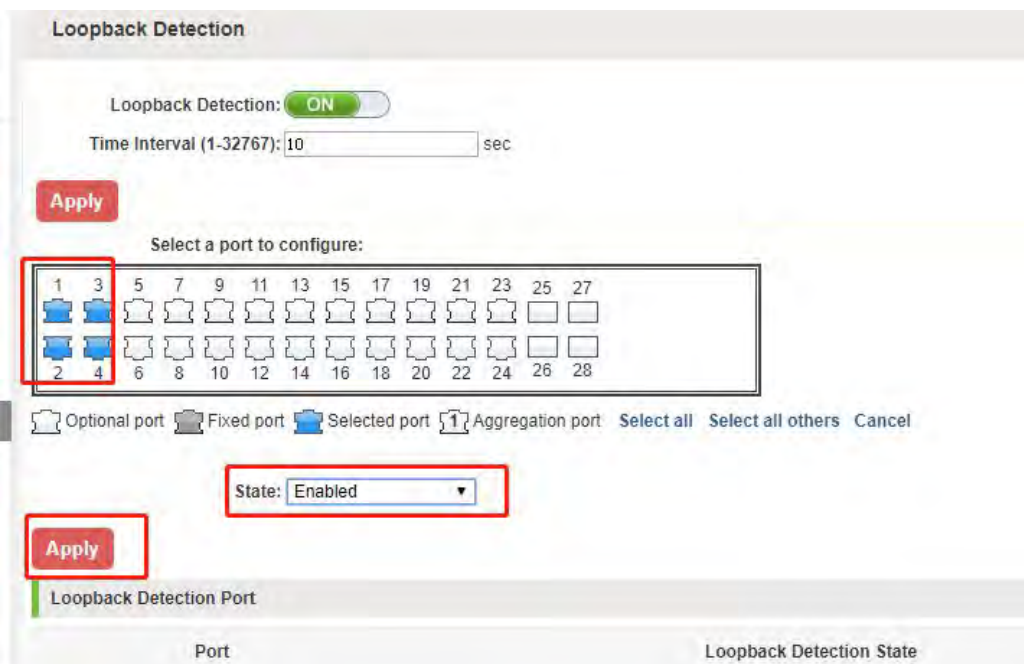 Loopback Detection
Loopback Detection: ON
Time Interval (1-32767): 10 sec
Apply
Select a port to configure:
1 3 5 7 9 11 13 15 17 19 21 23 25 27
2 4 6 8 10 12 14 16 18 20 22 24 26 28
Optional port Fixed port Selected port 1 Aggregation port Select all Select all others Cancel
State: Enabled
Apply
Loopback Detection Port
Port Loopback Detection State